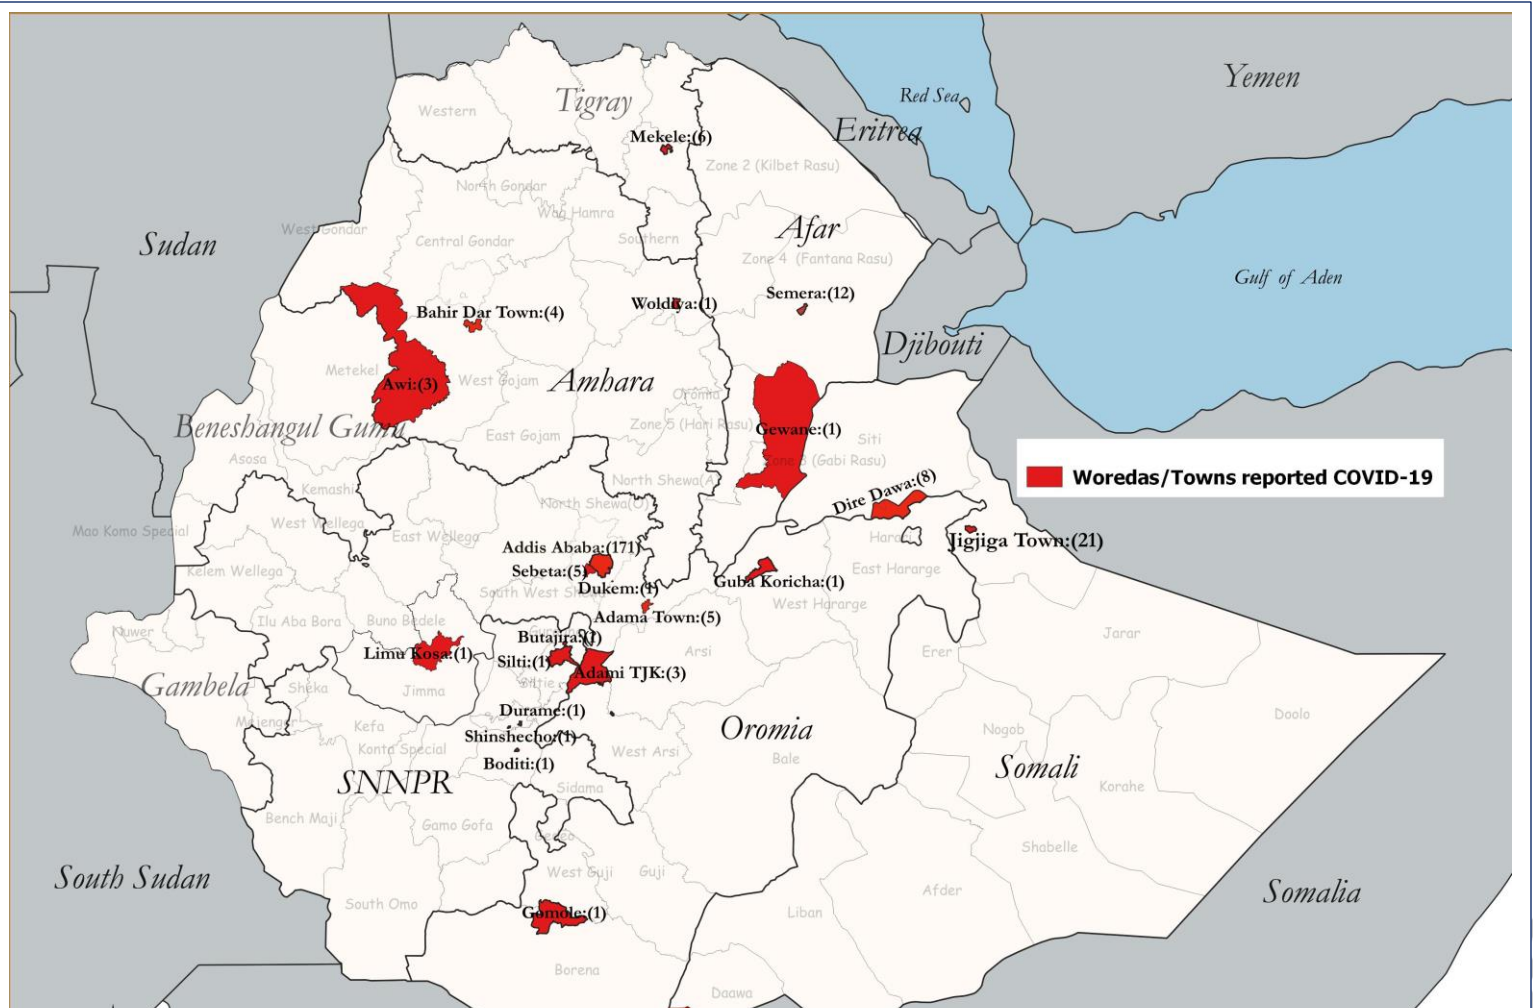 Yemen
Red Sea
Tigray
Western
Eritrea
Mekele:(6)
Zone 2 (Kilbet Rasu)
North Gondar
Wag Hamra
West Gondar
Afar
Sudan
Central Gondar
Southern
Zone 4 (Fantana Rasu)
Gulf of Aden
Semera:(12)
Woldiya:(1)
Bahir Dar Town:(4)
Djibouti
Metekel
Awi:(3)
West Gojam
Amhara
Oromia
Beneshangul Gumu
East Gojam
Zone 5 (Hari Rasu)
Gewane:(1)
Siti
Asosa
Zone 3 (Gabi Rasu)
Woredas/Towns reported COVID-19
Kemashi
North Shewa(A)
North Shewa(O)
Dire Dawa:(8)
Mao Komo Special
West Wellega
East Wellega
Harari
Jigjiga Town:(21)
Addis Ababa:(171)
Kelem Wellega
Sebeta:(5)
East Hararge
Dukem:(1)
South West Shewa
Guba Koricha:(1)
West Hararge
Adama Town:(5)
Ilu Aba Bora
Buno Bedele
Nuwer
Jarar
Butajira:(1)
Limu Kosa:(1)
Silti:(1)
Arsi
Erer
Adami TJK:(3)
Siltie
Gambela
Sheka
Jimma
Durame:(1)
Doolo
Majenger
Kefa
Shinshecho:(1)
Oromia
Nogob
Konta Special
West Arsi
Bale
Boditi:(1)
Somali
SNNPR
Sidama
Korahe
Bench Maji
Gamo Gofa
Gedeo
Shabelle
West Guji
Guji
South Sudan
Afder
Somalia
South Omo
Gomole:(1)
Liban
Borena
Daawa